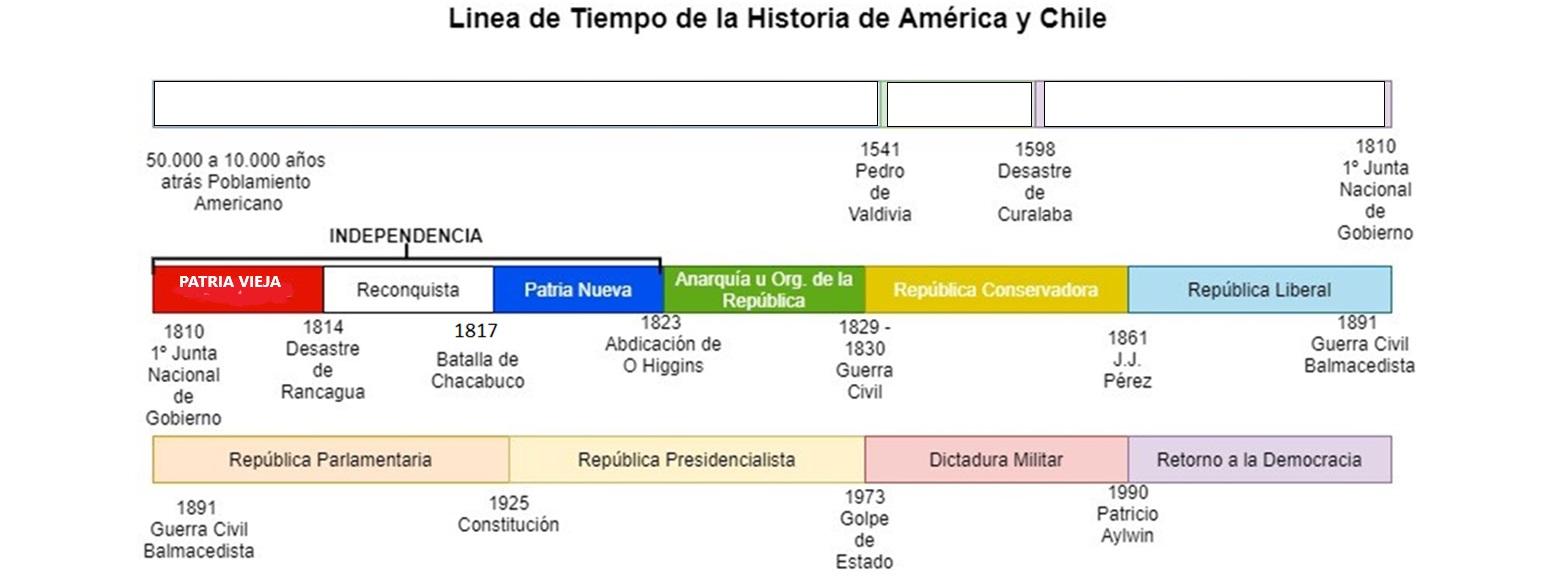 Linea de Tiempo de la Historia de América y Chile
50.000 a 10.000 años
atrás Poblamiento
Americano
1541
Pedro
de
Valdivia
1598
Desastre
de
Curalaba
1810
1º Junta
Nacional
de
Gobierno
INDEPENDENCIA
PATRIA VIEJA
Reconquista
Patria Nueva
Anarquía u Org. de la
República
República Conservadora
República Liberal
1810
1º Junta
Nacional
de
Gobierno
1814
Desastre
de
Rancagua
1817
Batalla de
Chacabuco
1823
Abdicación de
O Higgins
1829 -
1830
Guerra
Civil
1861
J.J.
Pérez
1891
Guerra Civil
Balmacedista
República Parlamentaria
República Presidencialista
Dictadura Militar
Retorno a la Democracia
1891
Guerra Civil
Balmacedista
1925
Constitución
1973
Golpe
de
Estado
1990
Patricio
Aylwin